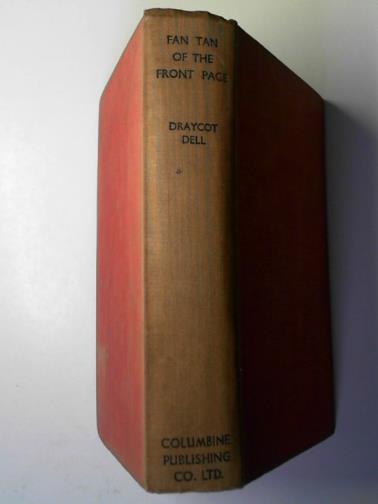 FAN TAN
OF THE
FRONT PAGE
DRAYCOT
DELL
COLUMBINE
PUBLISHING
CO. LTD.